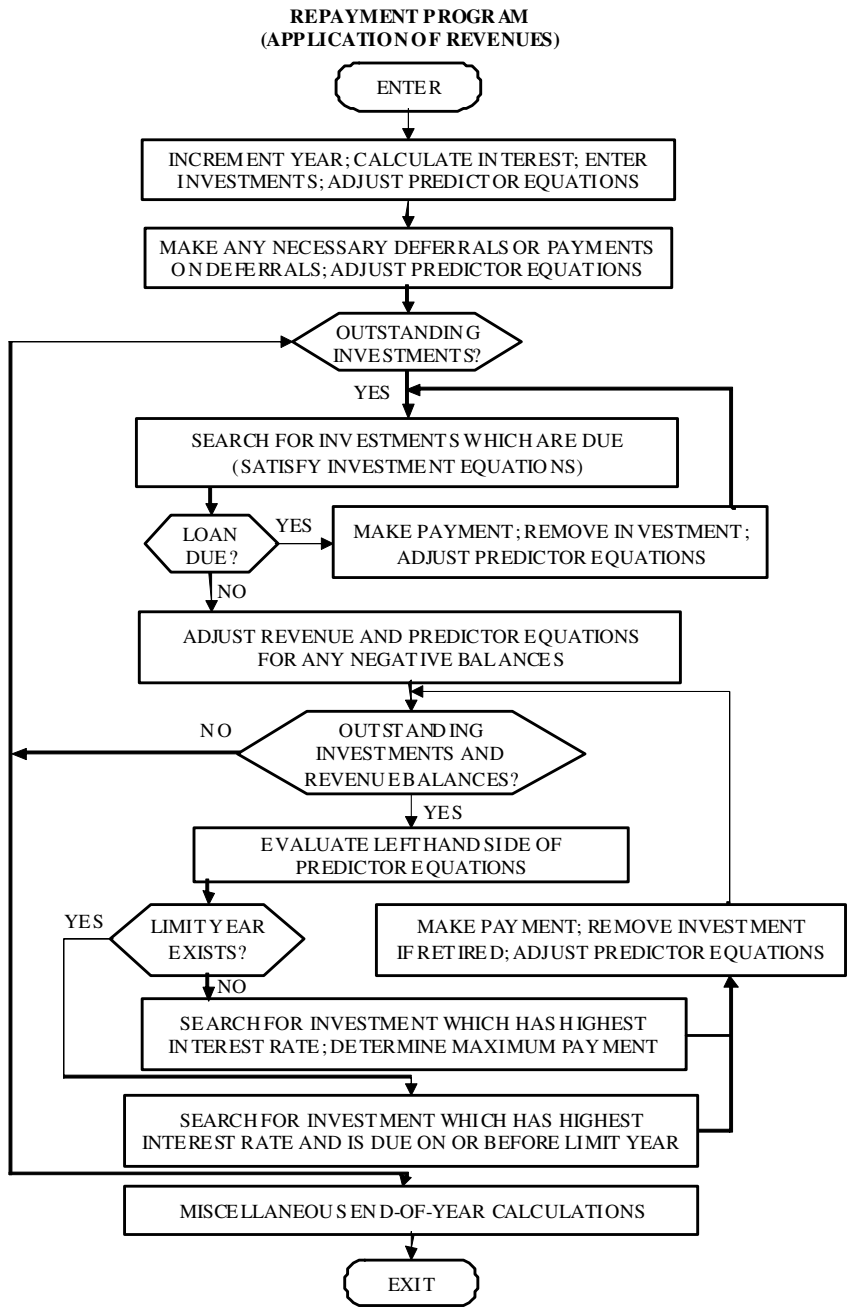 REPAYMENT PROGRAM
(APPLICATION OF REVENUES)
ENTER
INCREMENT YEAR; CALCULATE INTEREST; ENTER
INVESTMENTS; ADJUST PREDICTOR EQUATIONS
MAKE ANY NECESSARY DEFERRALS OR PAYMENTS
ON DEFERRALS; ADJUST PREDICTOR EQUATIONS
OUTSTANDING
INVESTMENTS?
YES
SEARCH FOR INVESTMENTS WHICH ARE DUE
(SATISFY INVESTMENT EQUATIONS)
LOAN
DUE?
YES
MAKE PAYMENT; REMOVE INVESTMENT;
ADJUST PREDICTOR EQUATIONS
NO
ADJUST REVENUE AND PREDICTOR EQUATIONS
FOR ANY NEGATIVE BALANCES
NO
OUTSTANDING
INVESTMENTS AND
REVENUE BALANCES?
YES
EVALUATE LEFT HAND SIDE OF
PREDICTOR EQUATIONS
YES
LIMIT YEAR
EXISTS?
MAKE PAYMENT; REMOVE INVESTMENT
IF RETIRED; ADJUST PREDICTOR EQUATIONS
NO
SEARCH FOR INVESTMENT WHICH HAS HIGHEST
INTEREST RATE; DETERMINE MAXIMUM PAYMENT
SEARCH FOR INVESTMENT WHICH HAS HIGHEST
INTEREST RATE AND IS DUE ON OR BEFORE LIMIT YEAR
MISCELLANEOUS END-OF-YEAR CALCULATIONS
EXIT